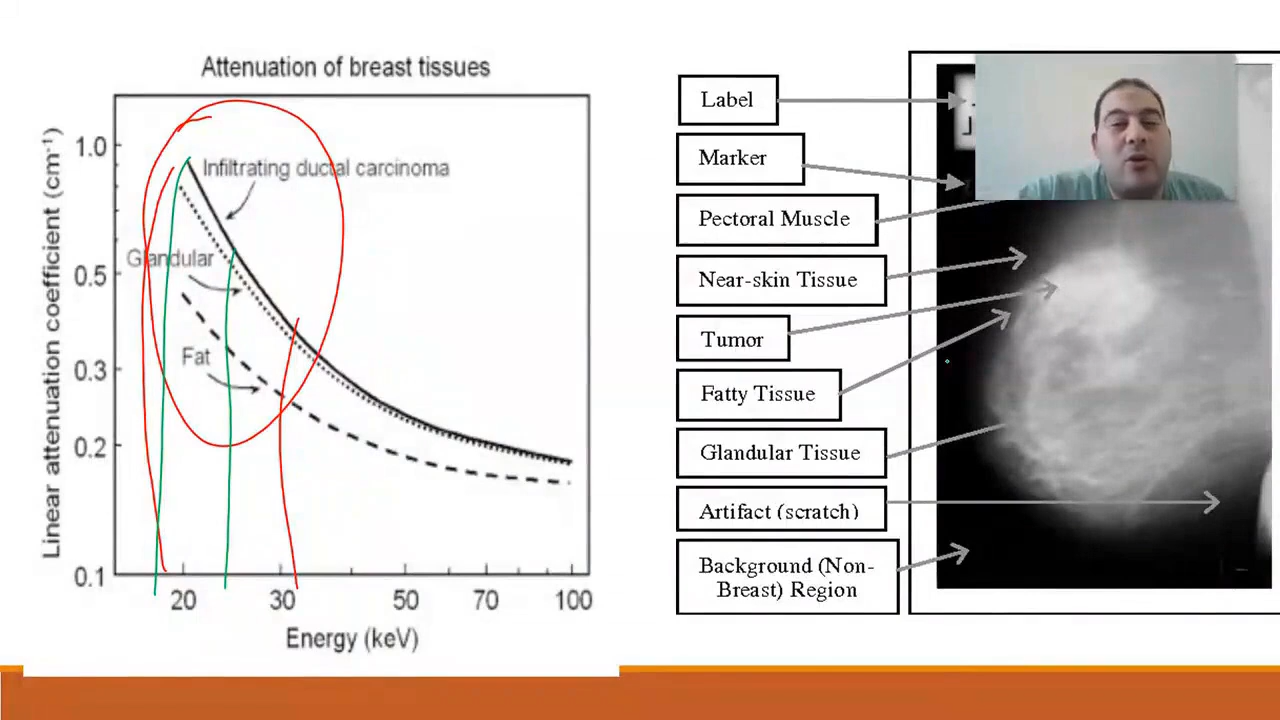 Attenuation of breast tissues
Linear attenuation coefficient (cm⁻¹)
1.0
0.5
0.3
0.2
0.1
Infiltrating ductal carcinoma
Glandular
Fat
20 30 50 70 100
Energy (keV)
Label
Marker
Pectoral Muscle
Near-skin Tissue
Tumor
Fatty Tissue
Glandular Tissue
Artifact (scratch)
Background (Non-
Breast) Region